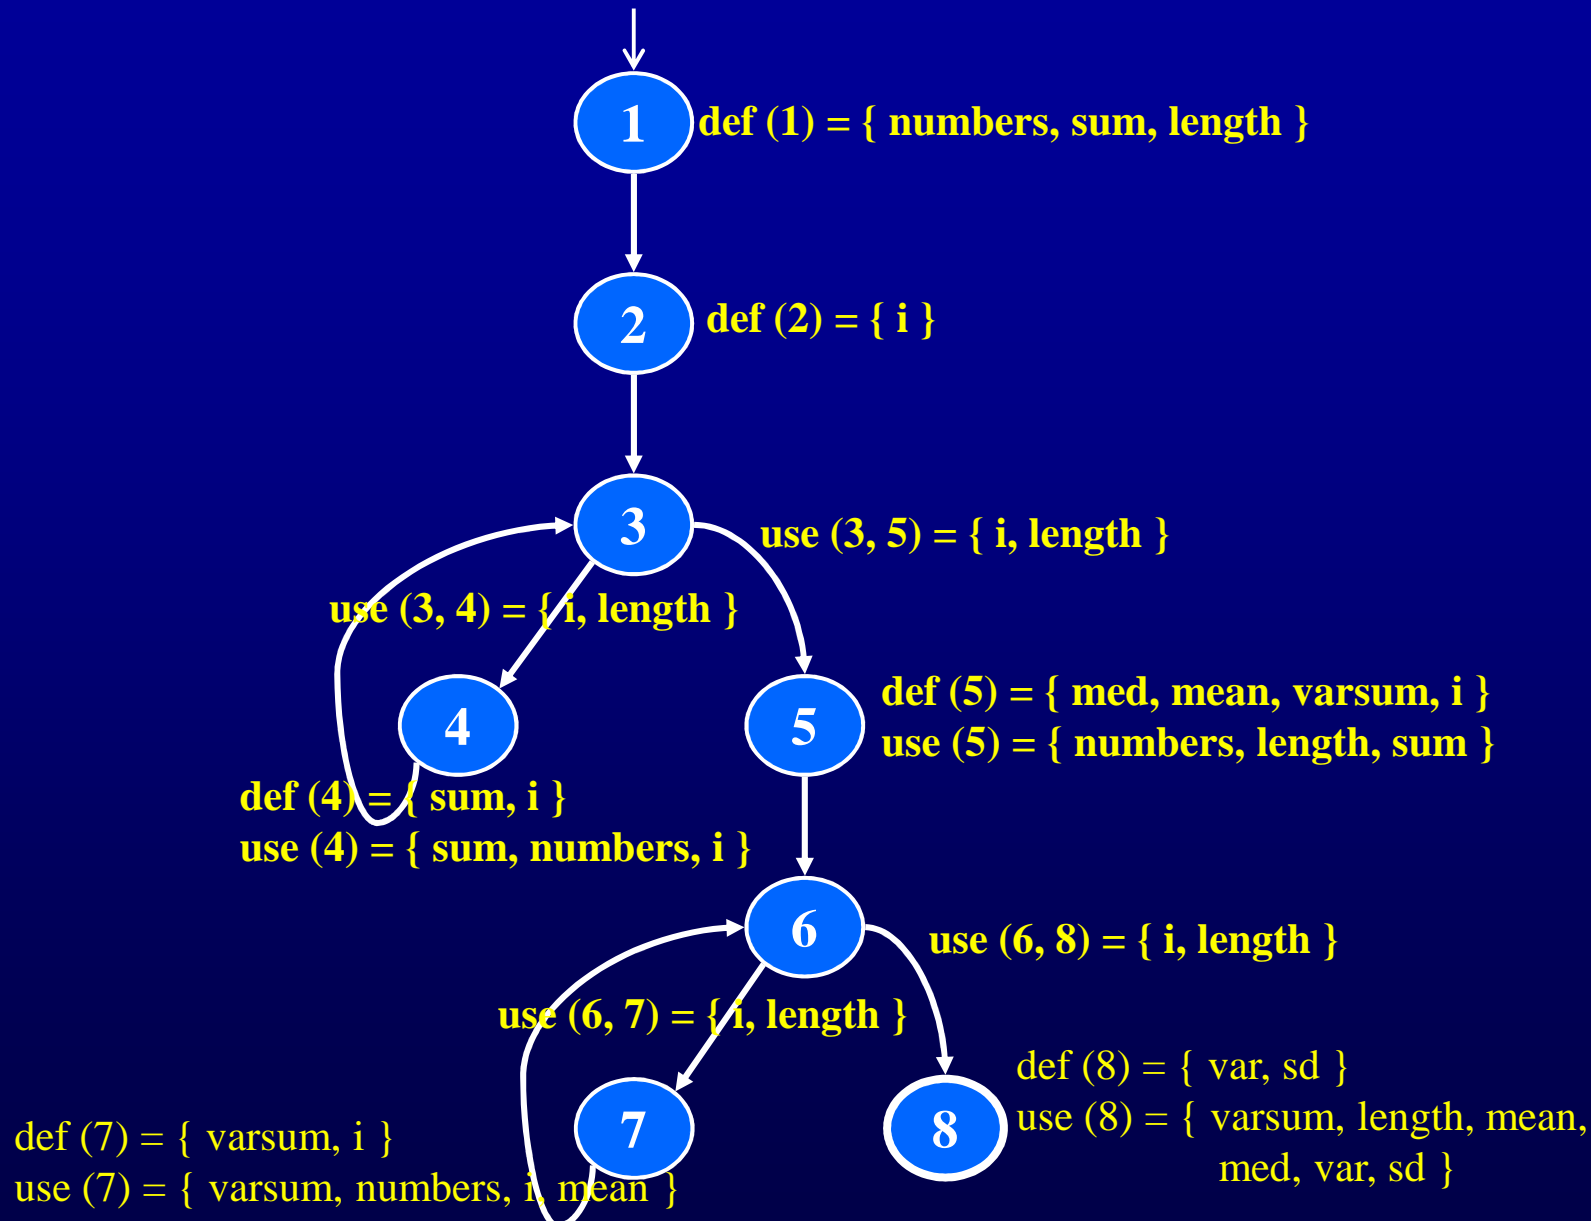 1
def (1) = { numbers, sum, length }
2
def (2) = { i }
3
use (3, 5) = { i, length }
use (3, 4) = { i, length }
4
5
def (5) = { med, mean, varsum, i }
use (5) = { numbers, length, sum }
def (4) = { sum, i }
use (4) = { sum, numbers, i }
6
use (6, 8) = { i, length }
use (6, 7) = { i, length }
7
8
def (8) = { var, sd }
use (8) = { varsum, length, mean,
med, var, sd }
def (7) = { varsum, i }
use (7) = { varsum, numbers, i, mean }